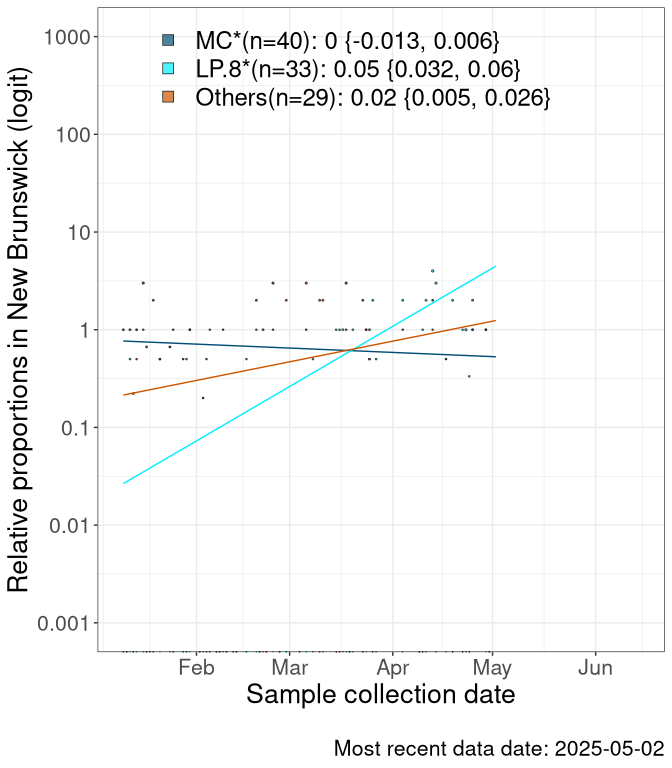 MC*(n=40): 0 {-0.013, 0.006}
LP.8*(n=33): 0.05 {0.032, 0.06}
Others(n=29): 0.02 {0.005, 0.026}
Relative proportions in New Brunswick (logit)
1000
100
10
1
0.1
0.01
0.001
Feb Mar Apr May Jun
Sample collection date
Most recent data date: 2025-05-02